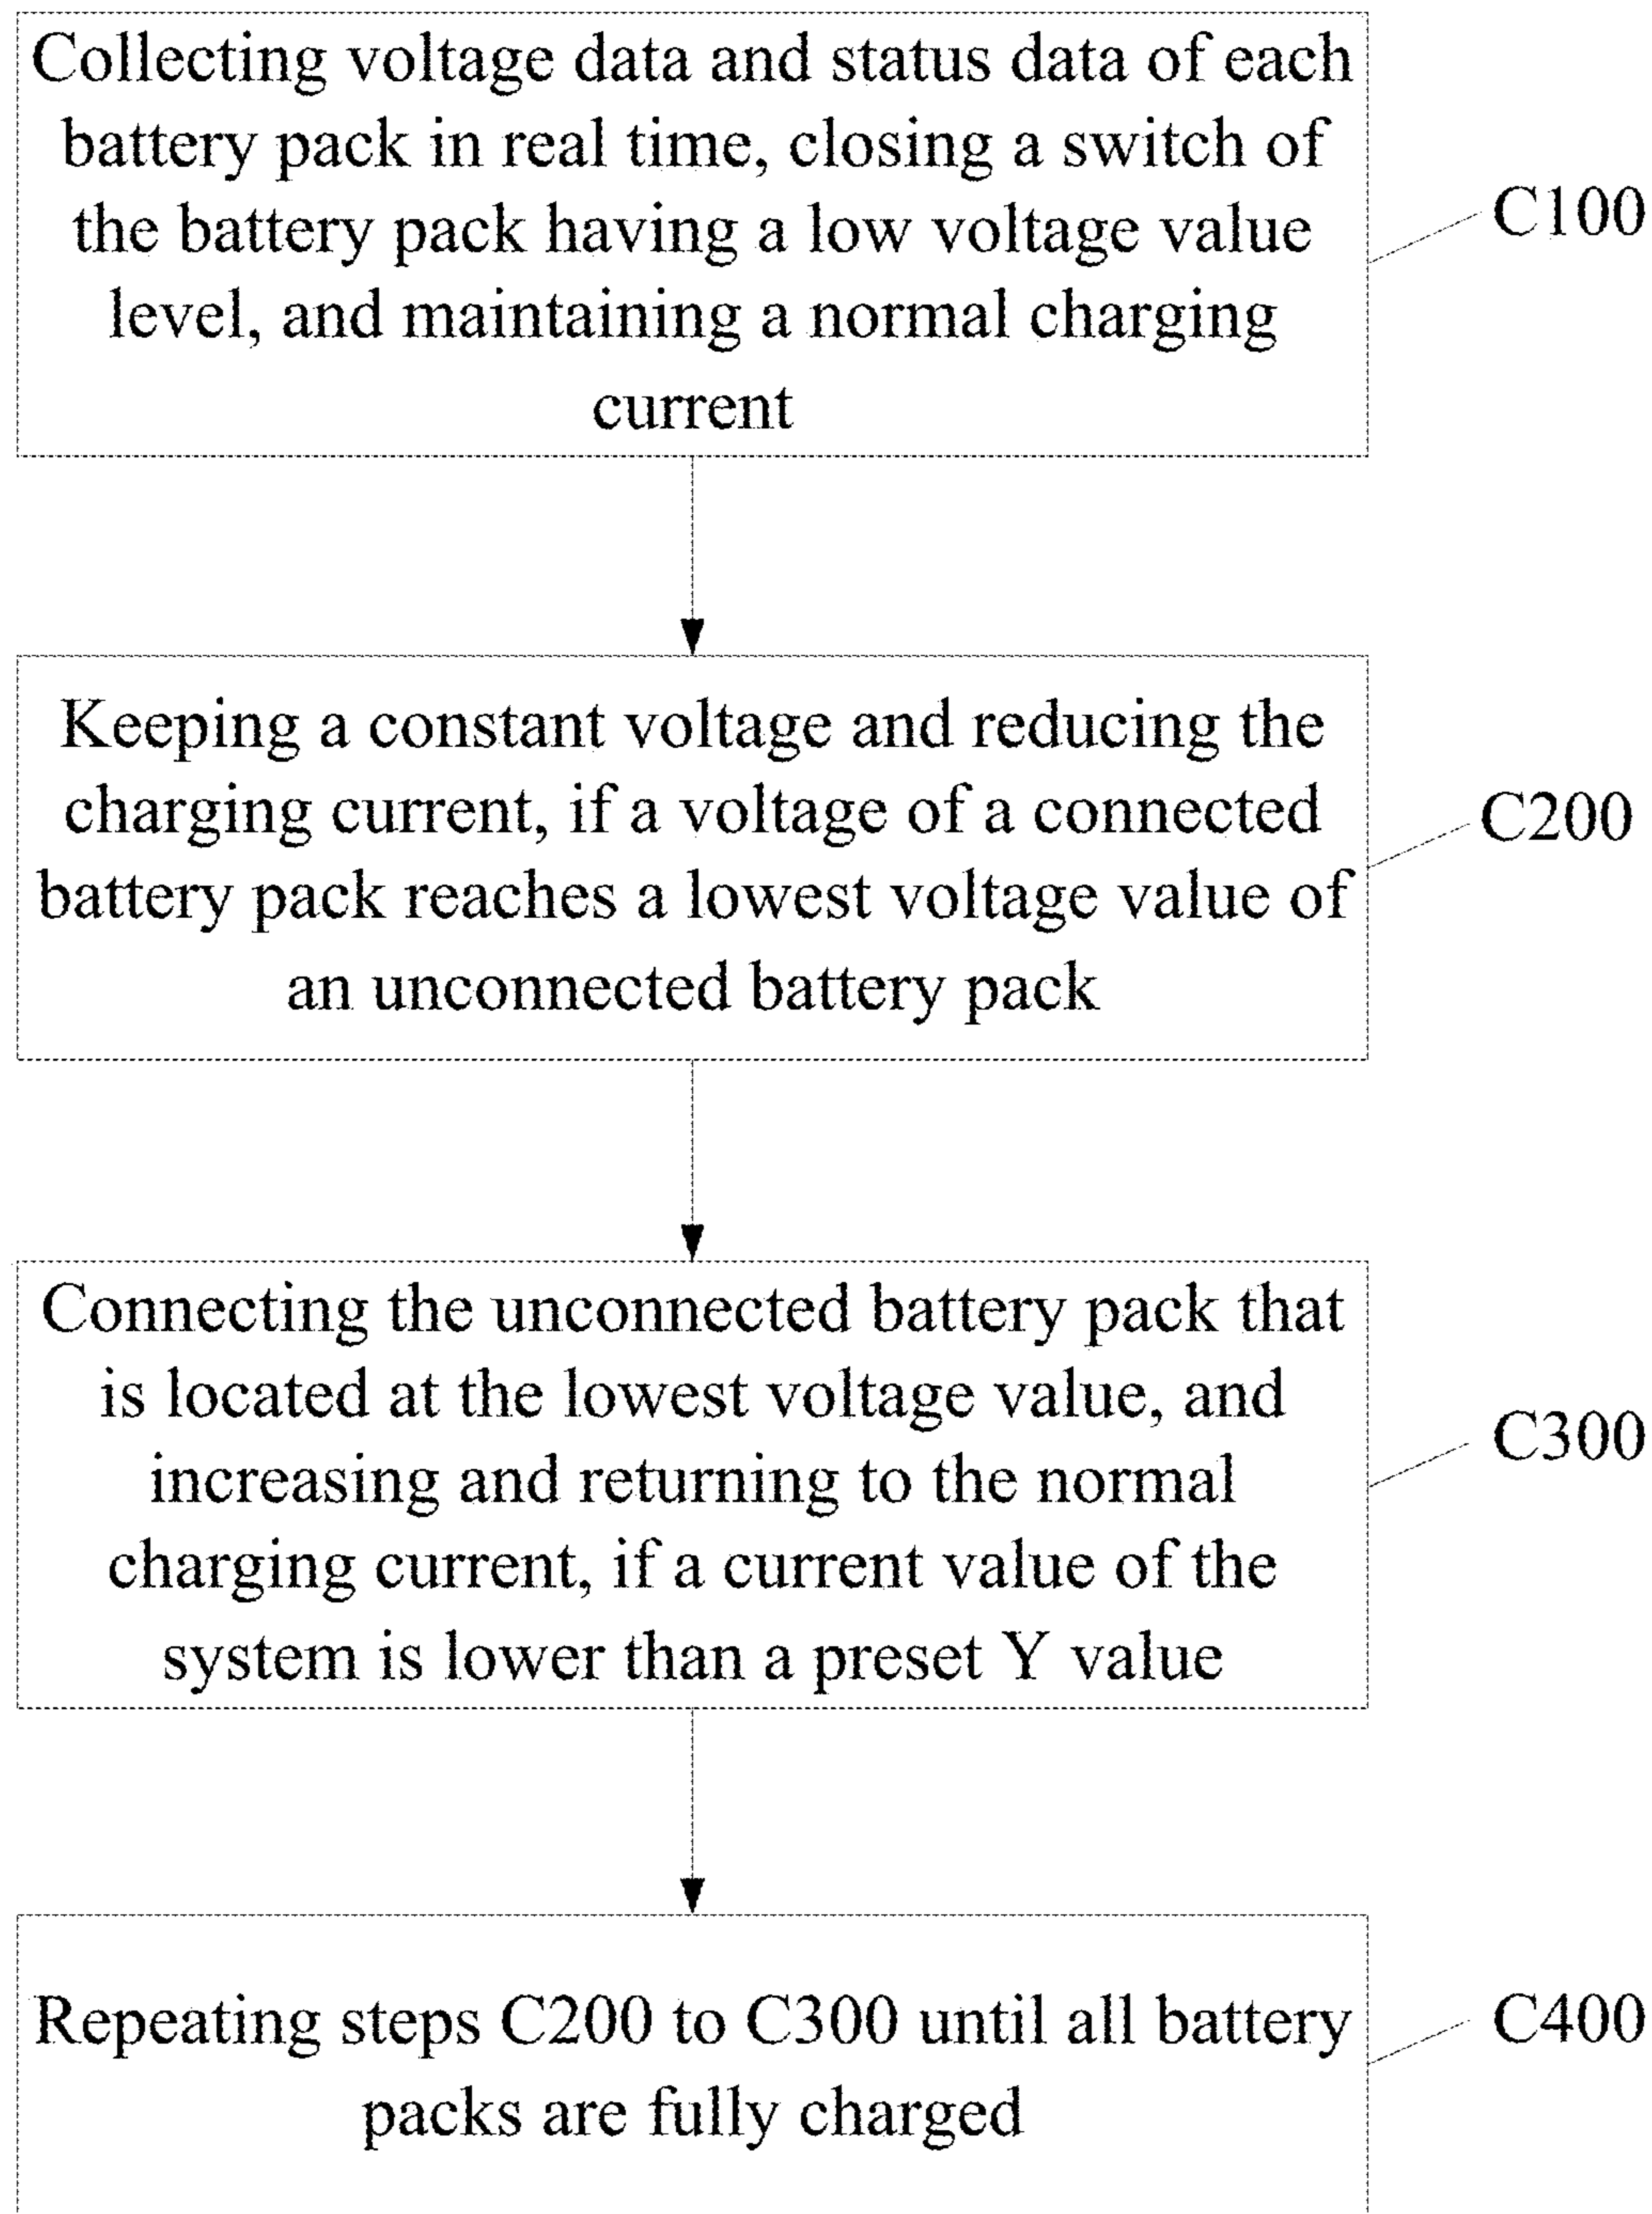 Collecting voltage data and status data of each
battery pack in real time, closing a switch of
the battery pack having a low voltage value
level, and maintaining a normal charging
current
C100
Keeping a constant voltage and reducing the
charging current, if a voltage of a connected
battery pack reaches a lowest voltage value of
an unconnected battery pack
C200
Connecting the unconnected battery pack that
is located at the lowest voltage value, and
increasing and returning to the normal
charging current, if a current value of the
system is lower than a preset Y value
C300
Repeating steps C200 to C300 until all battery
packs are fully charged
C400